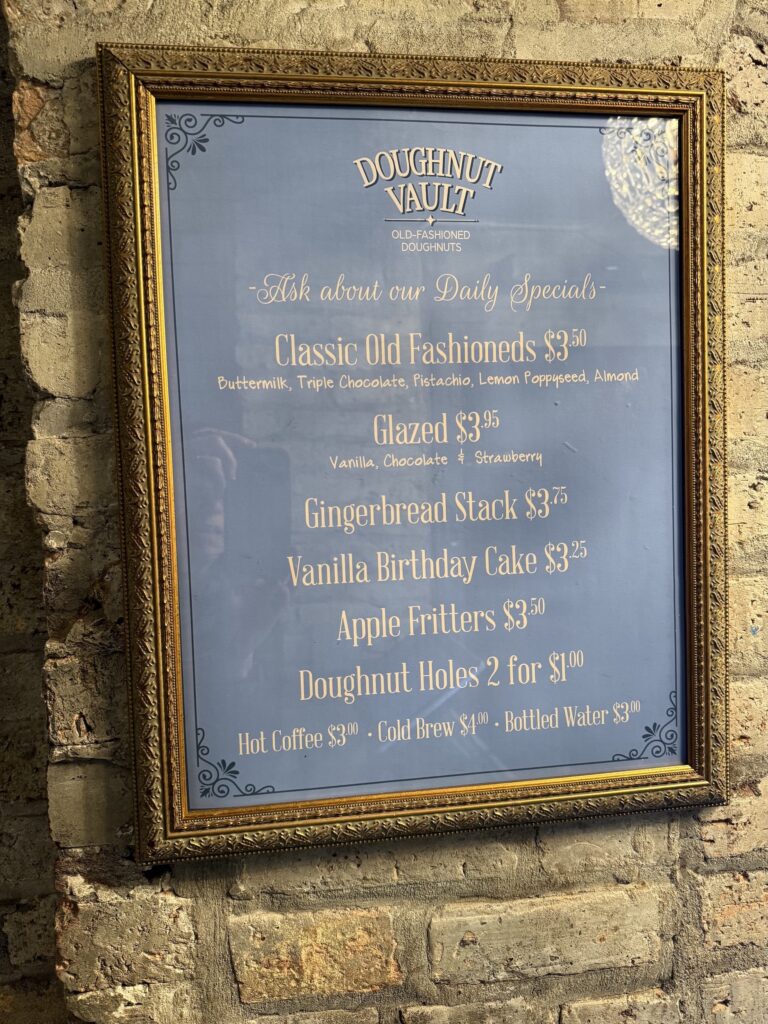 DOUGHNUT
VAULT
OLD-FASHIONED
DOUGHNUTS
-Ask about our Daily Specials-
Classic Old Fashioneds $3.50
Buttermilk, Triple Chocolate, Pistachio, Lemon Poppyseed, Almond
Glazed $3.95
Vanilla, Chocolate & Strawberry
Gingerbread Stack $3.75
Vanilla Birthday Cake $3.25
Apple Fritters $3.50
Doughnut Holes 2 for $1.00
Hot Coffee $3.00 · Cold Brew $4.00 · Bottled Water $3.00